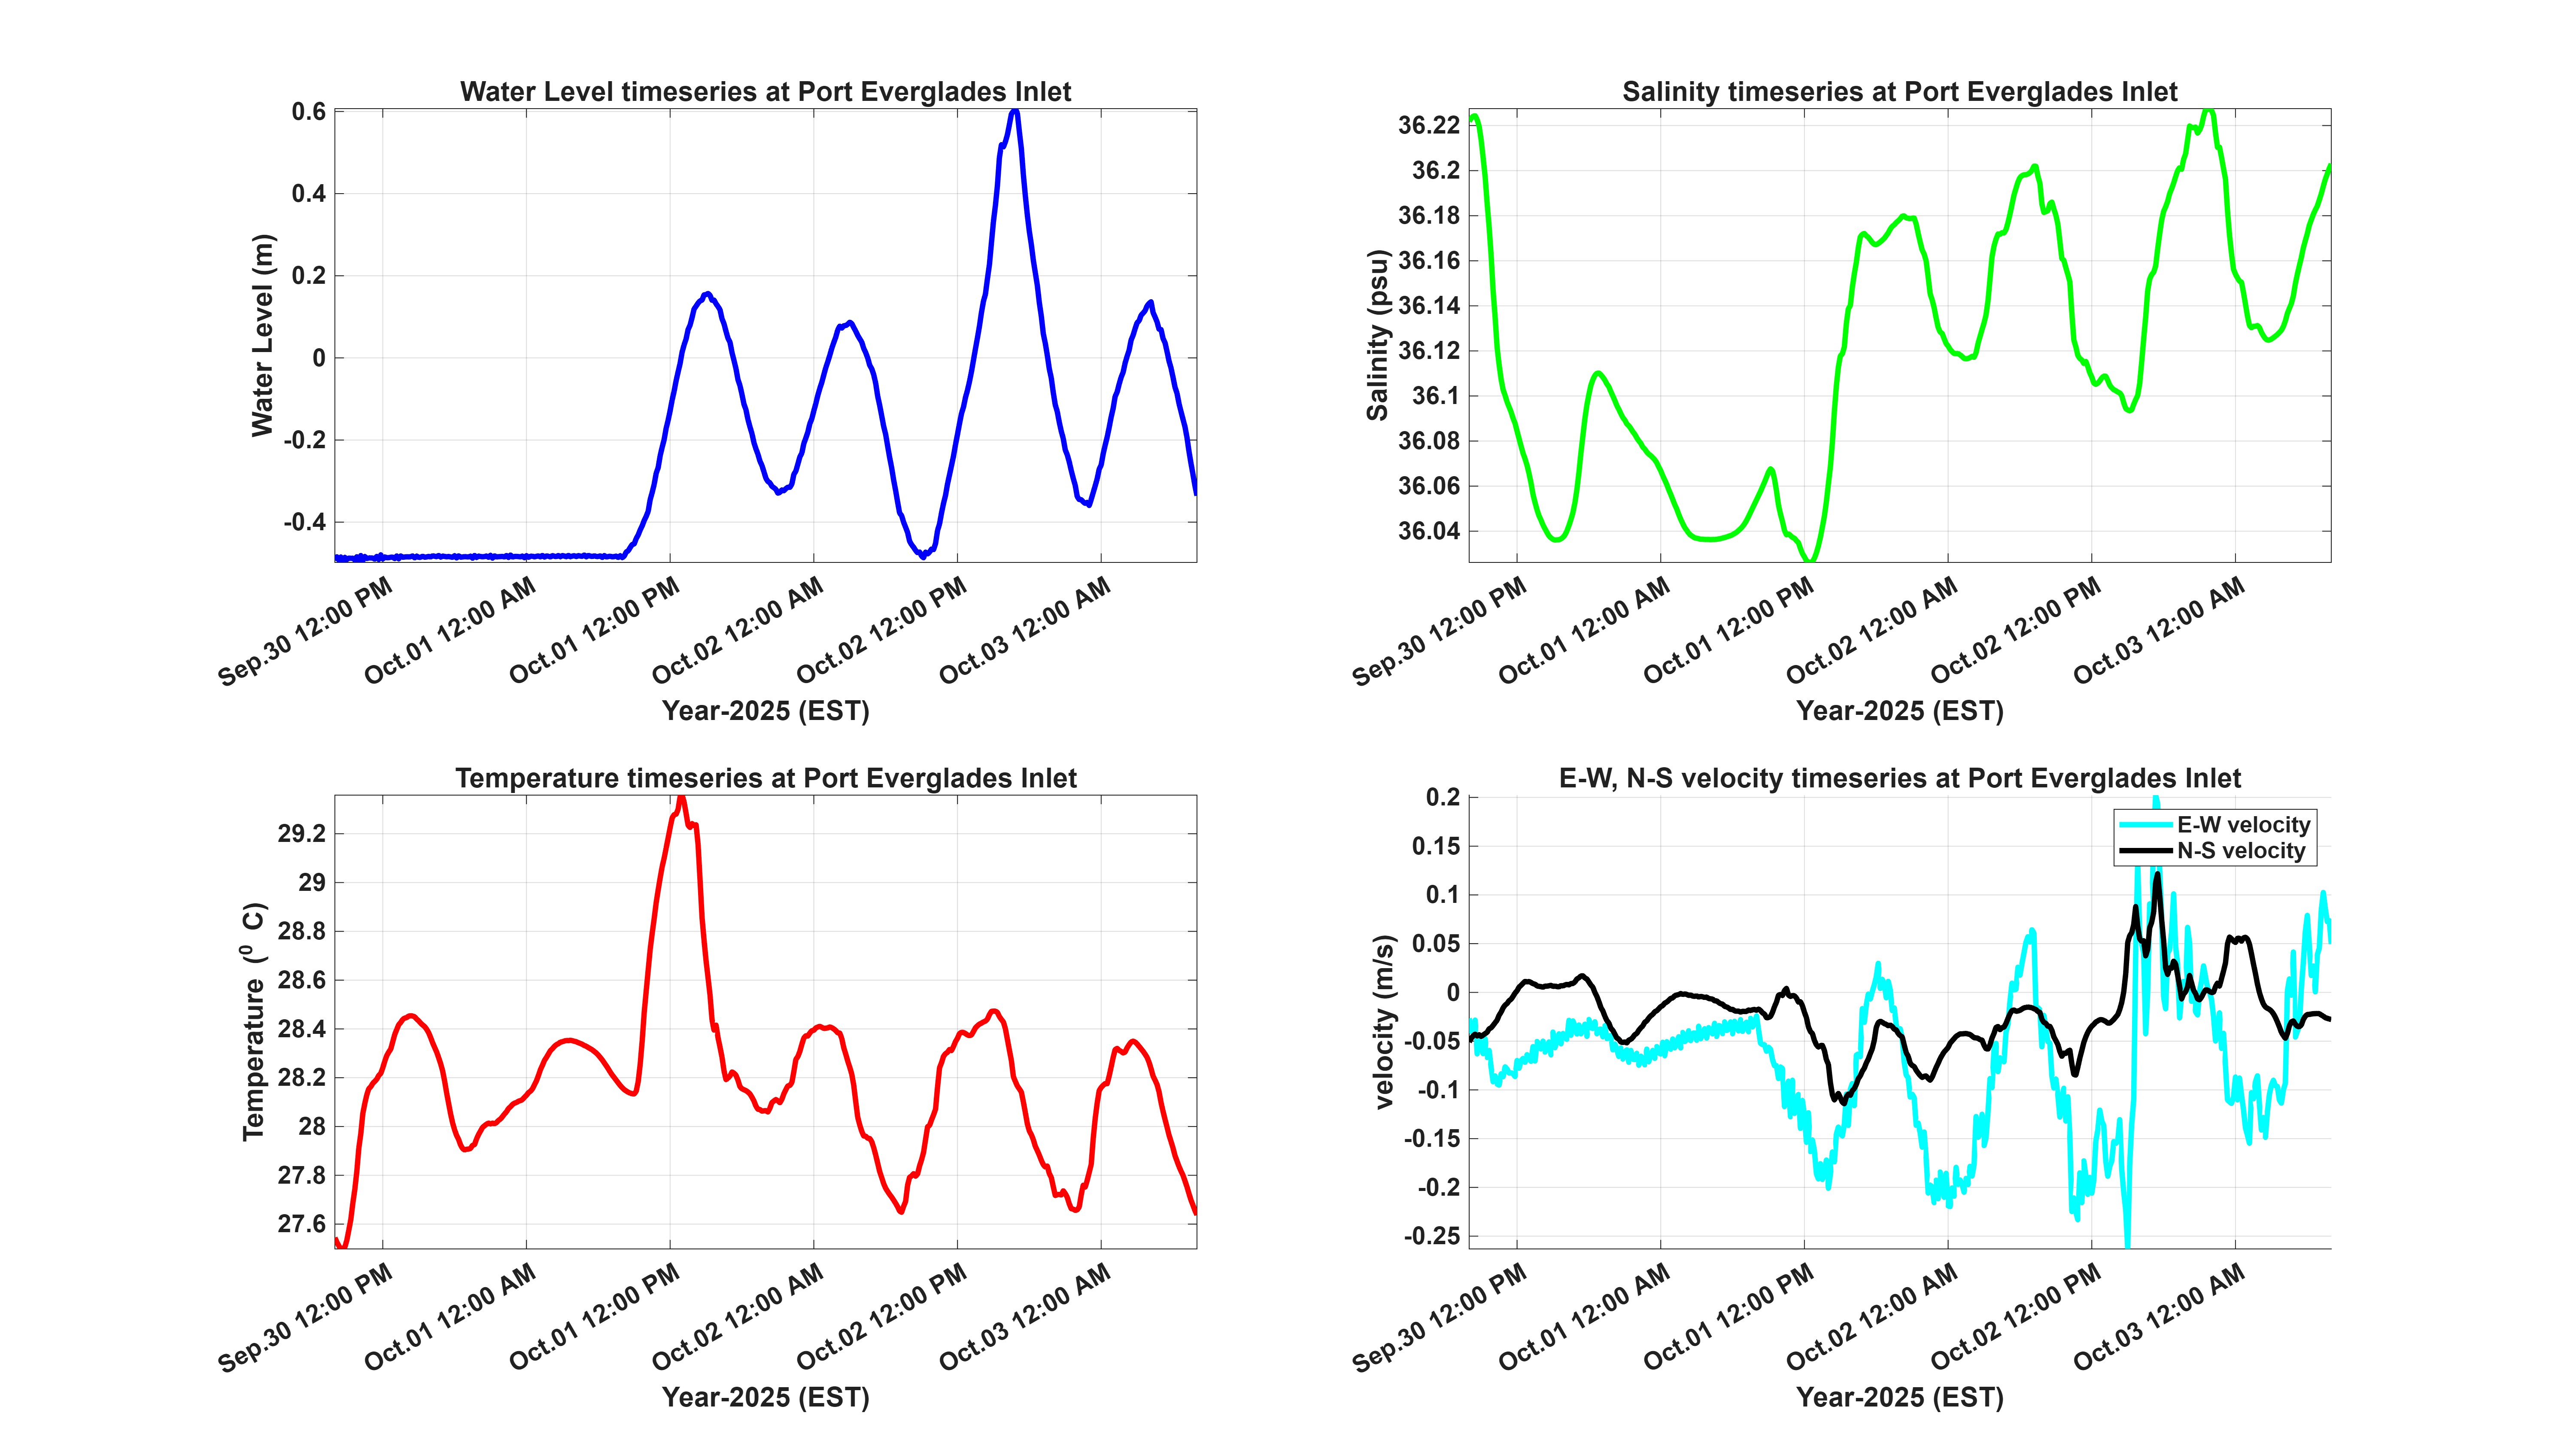 Water Level timeseries at Port Everglades Inlet
Water Level (m)
0.6
0.4
0.2
0
-0.2
-0.4
Sep.30 12:00 PM
Oct.01 12:00 AM
Oct.01 12:00 PM
Oct.02 12:00 AM
Oct.02 12:00 PM
Oct.03 12:00 AM
Year-2025 (EST)
Salinity timeseries at Port Everglades Inlet
Salinity (psu)
36.22
36.2
36.18
36.16
36.14
36.12
36.1
36.08
36.06
36.04
Sep.30 12:00 PM
Oct.01 12:00 AM
Oct.01 12:00 PM
Oct.02 12:00 AM
Oct.02 12:00 PM
Oct.03 12:00 AM
Year-2025 (EST)
Temperature timeseries at Port Everglades Inlet
Temperature (⁰ C)
29.2
29
28.8
28.6
28.4
28.2
28
27.8
27.6
Sep.30 12:00 PM
Oct.01 12:00 AM
Oct.01 12:00 PM
Oct.02 12:00 AM
Oct.02 12:00 PM
Oct.03 12:00 AM
Year-2025 (EST)
E-W, N-S velocity timeseries at Port Everglades Inlet
velocity (m/s)
0.2
0.15
0.1
0.05
0
-0.05
-0.1
-0.15
-0.2
-0.25
E-W velocity
N-S velocity
Sep.30 12:00 PM
Oct.01 12:00 AM
Oct.01 12:00 PM
Oct.02 12:00 AM
Oct.02 12:00 PM
Oct.03 12:00 AM
Year-2025 (EST)